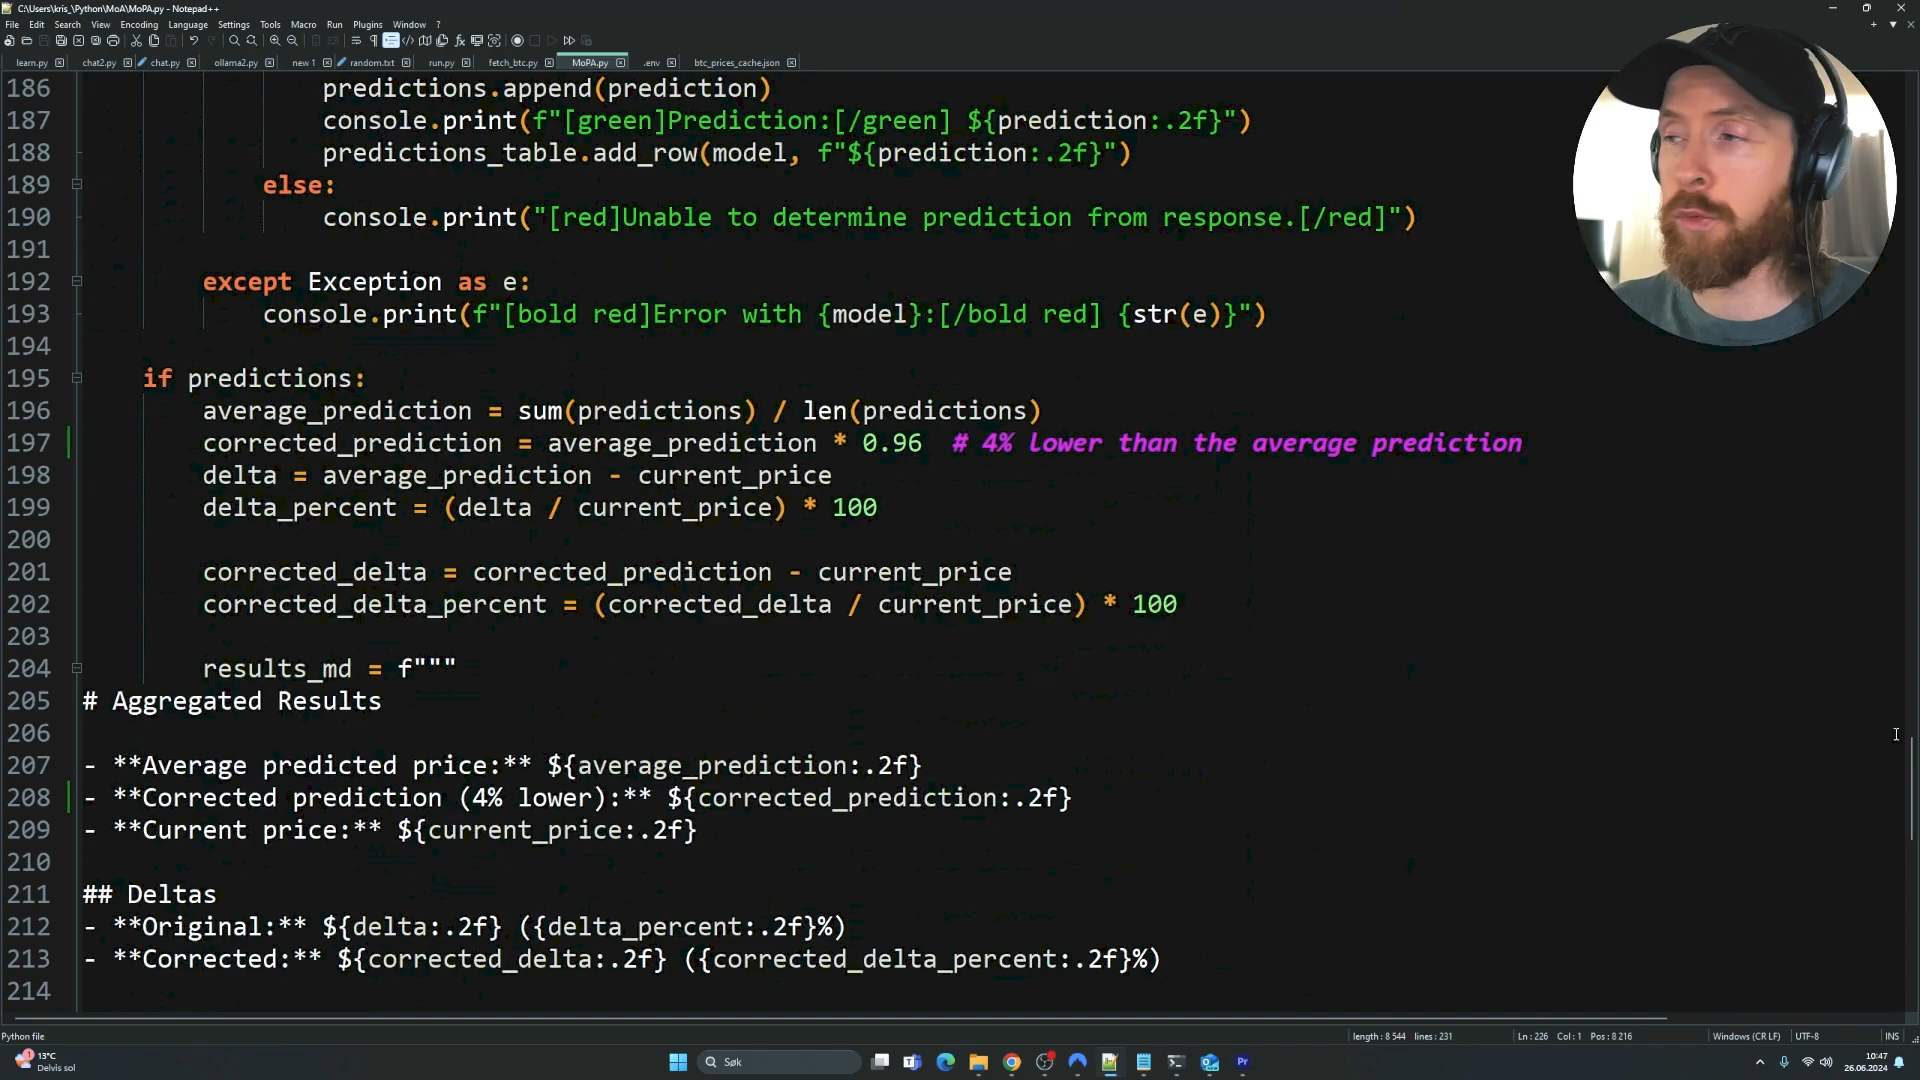 C:\Users\kris_\Python\MoA\MoPA.py - Notepad++
File Edit Search View Encoding Language Settings Tools Macro Run Plugins Window ?
learn.py chat2.py chat.py ollama2.py new 1 random.txt run.py fetch_btc.py MoPA.py .env btc_prices_cache.json
186 predictions.append(prediction)
187 console.print(f"[green]Prediction:[/green] ${prediction:.2f}")
188 predictions_table.add_row(model, f"${prediction:.2f}")
189 else:
190 console.print("[red]Unable to determine prediction from response.[/red]")
191
192 except Exception as e:
193 console.print(f"[bold red]Error with {model}:[/bold red] {str(e)}")
194
195 if predictions:
196 average_prediction = sum(predictions) / len(predictions)
197 corrected_prediction = average_prediction * 0.96 # 4% lower than the average prediction
198 delta = average_prediction - current_price
199 delta_percent = (delta / current_price) * 100
200
201 corrected_delta = corrected_prediction - current_price
202 corrected_delta_percent = (corrected_delta / current_price) * 100
203
204 results_md = f"""
205 # Aggregated Results
206
207 - **Average predicted price:** ${average_prediction:.2f}
208 - **Corrected prediction (4% lower):** ${corrected_prediction:.2f}
209 - **Current price:** ${current_price:.2f}
210
211 ## Deltas
212 - **Original:** ${delta:.2f} ({delta_percent:.2f}%)
213 - **Corrected:** ${corrected_delta:.2f} ({corrected_delta_percent:.2f}%)
214
Python file length : 8 544 lines : 231 Ln : 226 Col : 1 Pos : 8 216 Windows (CR LF) UTF-8 INS
13°C
Delvis sol
Søk
10:47
26.06.2024